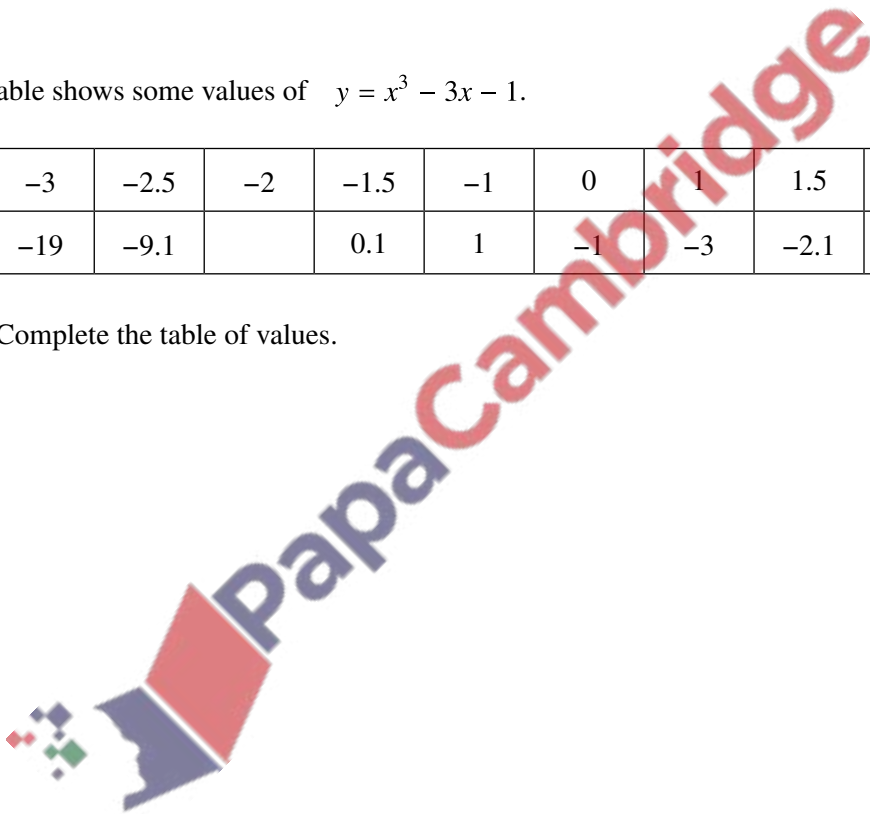 able shows some values of y = x³ − 3x − 1.
−3 −2.5 −2 −1.5 −1 0 1 1.5
−19 −9.1 0.1 1 −1 −3 −2.1
Complete the table of values.
PapaCambridge